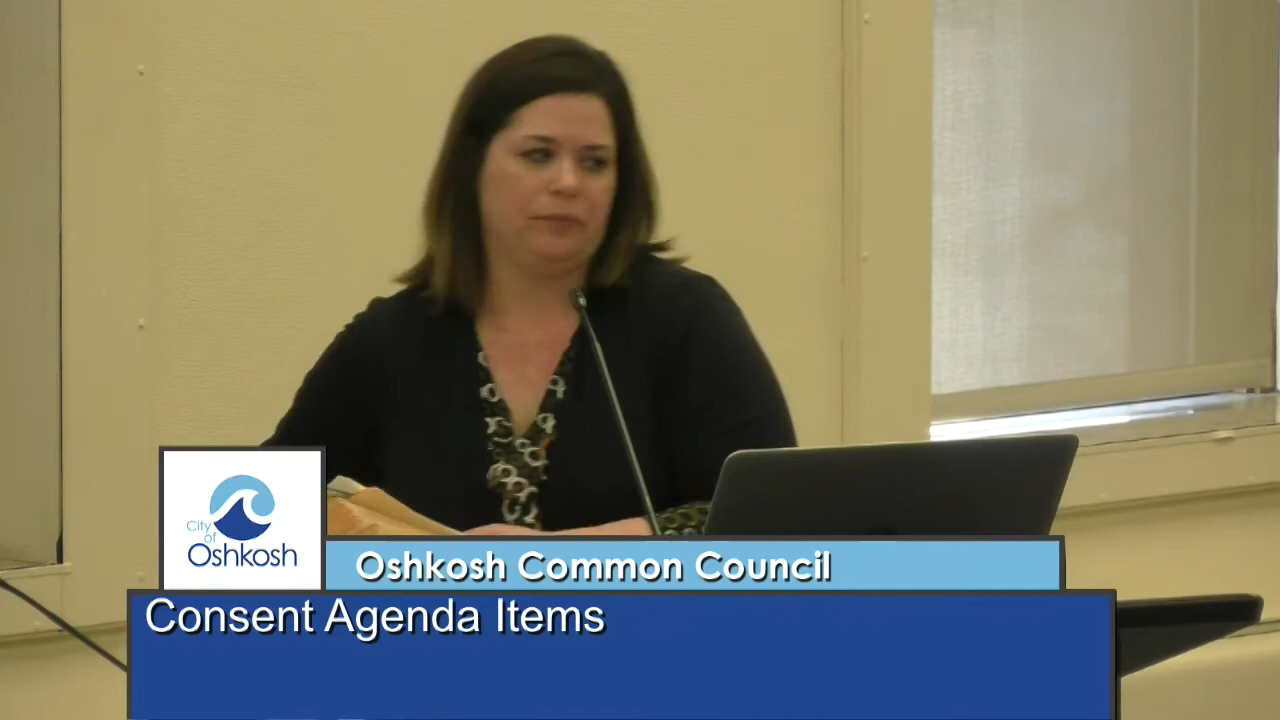 City
of
Oshkosh
Oshkosh Common Council
Consent Agenda Items